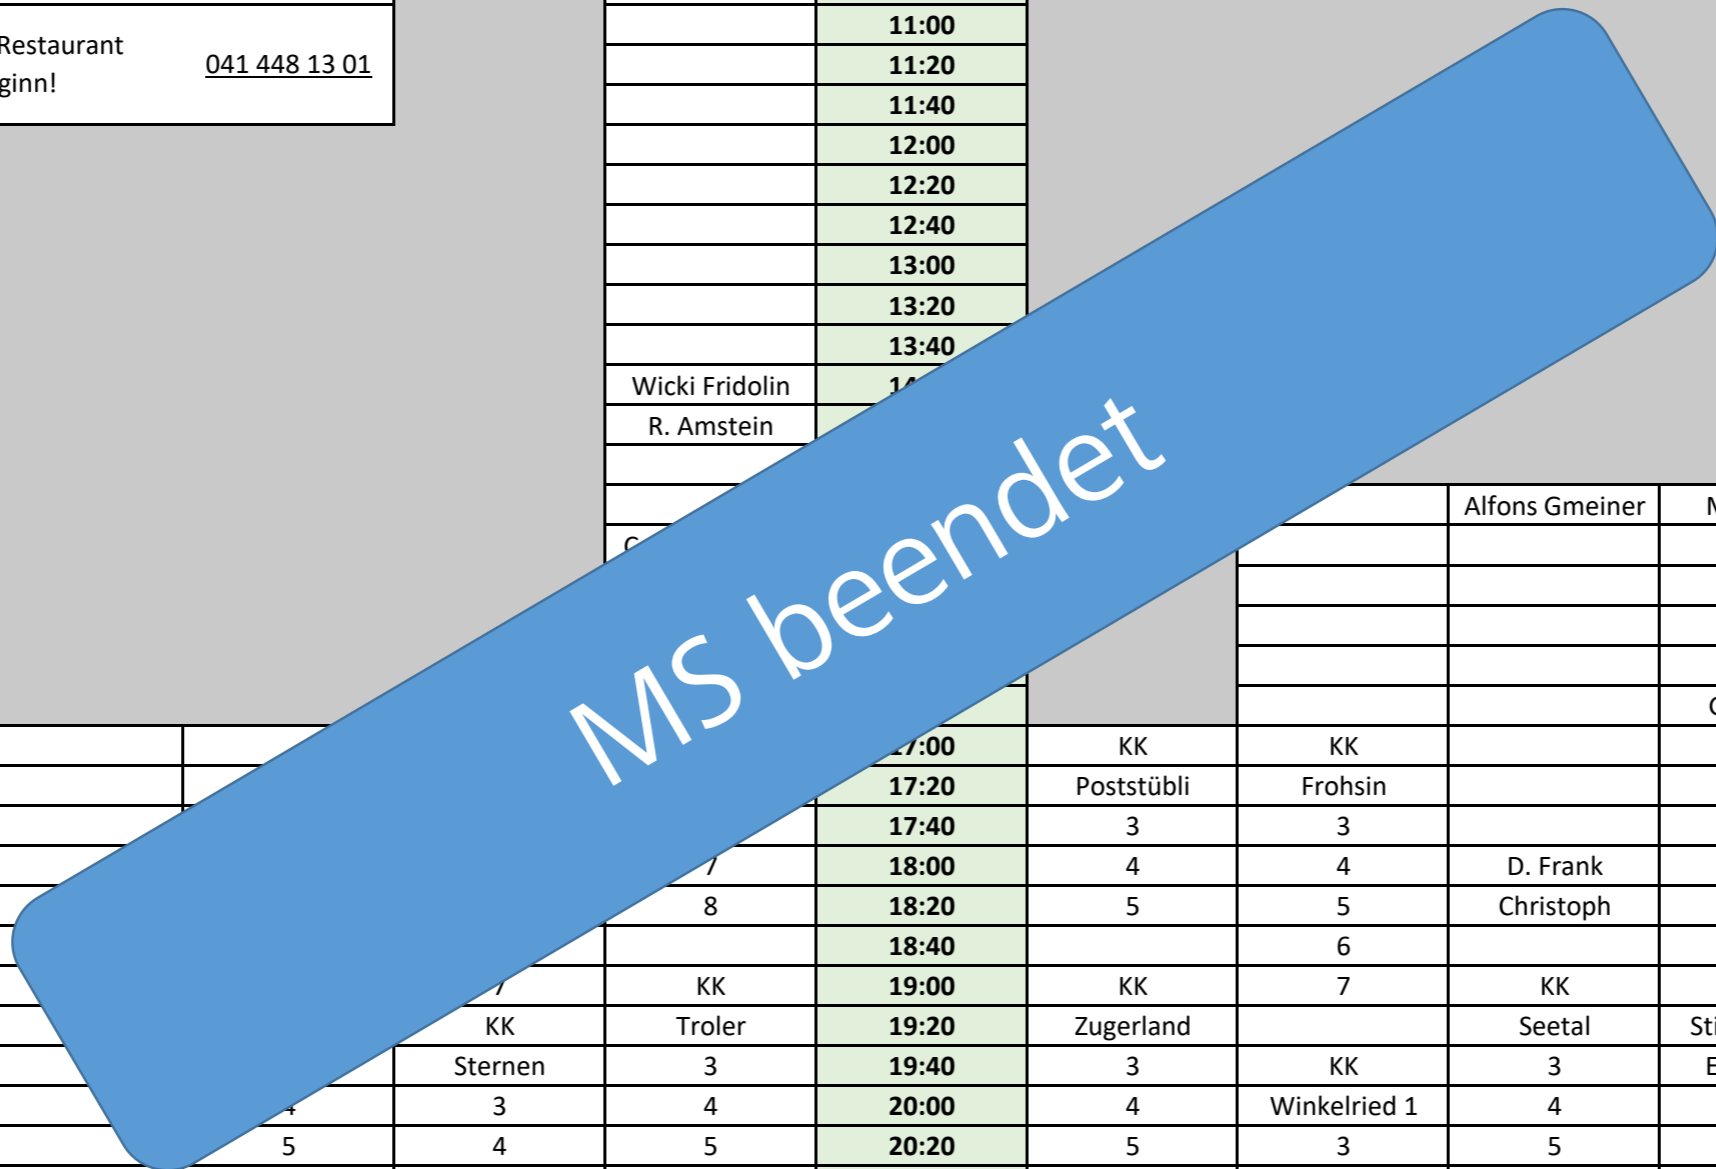 11:00
Restaurant
041 448 13 01
11:20
ginn!
11:40
12:00
12:20
12:40
13:00
13:20
13:40
Wicki Fridolin
R. Amstein
MS beendet
Alfons Gmeiner
KK KK
17:20 Poststübli Frohsin
17:40 3 3
7 18:00 4 4 D. Frank
8 18:20 5 5 Christoph
18:40 6
KK 19:00 KK 7 KK
KK Troler 19:20 Zugerland Seetal
Sternen 3 19:40 3 KK 3
3 4 20:00 4 Winkelried 1 4
5 4 5 20:20 5 3 5